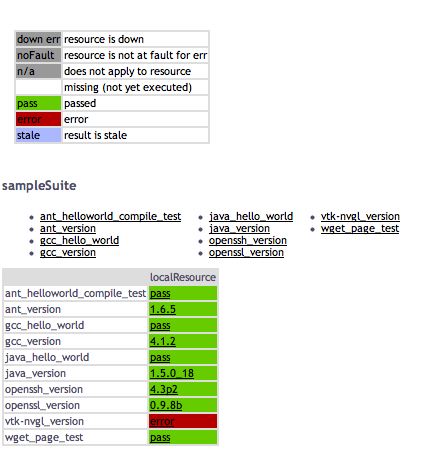 down err resource is down
noFault resource is not at fault for err
n/a does not apply to resource
missing (not yet executed)
pass passed
error error
stale result is stale
sampleSuite
ant_helloworld_compile_test java_hello_world vtk-nvgl_version
ant_version java_version wget_page_test
gcc_hello_world openssh_version
gcc_version openssl_version
localResource
ant_helloworld_compile_test pass
ant_version 1.6.5
gcc_hello_world pass
gcc_version 4.1.2
java_hello_world pass
java_version 1.5.0_18
openssh_version 4.3p2
openssl_version 0.9.8b
vtk-nvgl_version error
wget_page_test pass